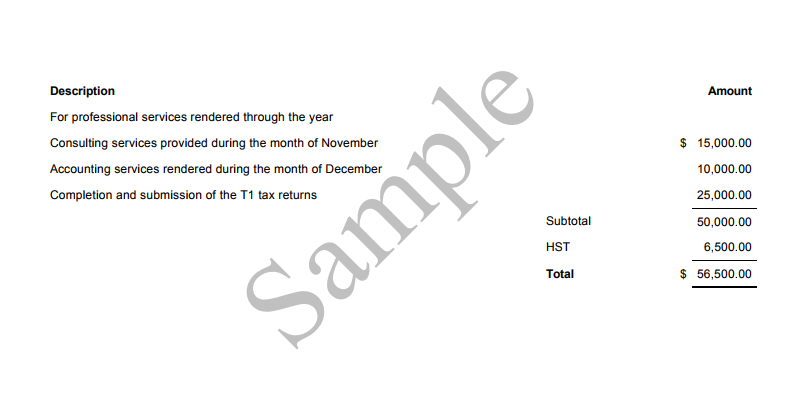 Description Amount
For professional services rendered through the year
Consulting services provided during the month of November $ 15,000.00
Accounting services rendered during the month of December 10,000.00
Completion and submission of the T1 tax returns 25,000.00
Subtotal 50,000.00
HST 6,500.00
Total $ 56,500.00
Sample